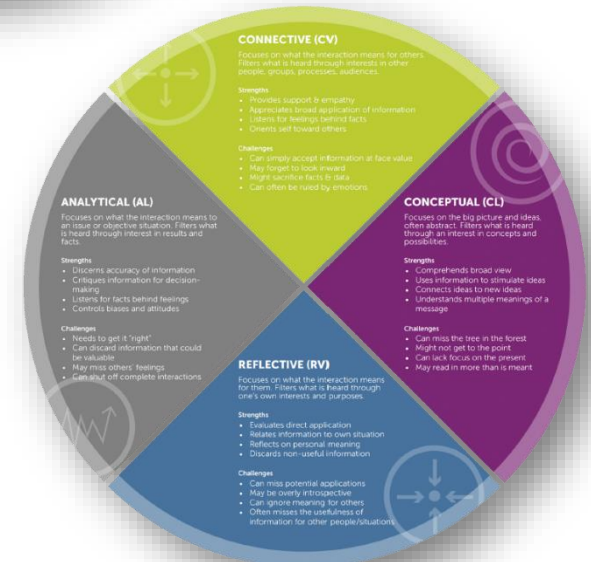 CONNECTIVE (CV)
Focuses on what the interaction means for others.
Filters what is heard through interests in other
people, groups, processes, audiences.
Strengths
• Provides support & empathy
• Appreciates broad application of information
• Listens for feelings behind facts
• Orients self toward others
Challenges
• Can simply accept information at face value
• May forget to look inward
• Might sacrifice facts & data
• Can often be ruled by emotions
ANALYTICAL (AL)
Focuses on what the interaction means to
an issue or objective situation. Filters what
is heard through interest in results and
facts.
Strengths
• Discerns accuracy of information
• Critiques information for decision-
making
• Listens for facts behind feelings
• Controls biases and attitudes
Challenges
• Needs to get it "right"
• Can discard information that could
be valuable
• May miss others' feelings
• Can shut off complete interactions
CONCEPTUAL (CL)
Focuses on the big picture and ideas,
often abstract. Filters what is heard
through an interest in concepts and
possibilities.
Strengths
• Comprehends broad view
• Uses information to stimulate ideas
• Connects ideas to new ideas
• Understands multiple meanings of a
message
Challenges
• Can miss the tree in the forest
• Might not get to the point
• Can lack focus on the present
• May read in more than is meant
REFLECTIVE (RV)
Focuses on what the interaction means
for them. Filters what is heard through
one's own interests and purposes.
Strengths
• Evaluates direct application
• Relates information to own situation
• Reflects on personal meaning
• Discards non-useful information
Challenges
• Can miss potential applications
• May be overly introspective
• Can ignore meaning for others
• Often misses the usefulness of
information for other people/situations